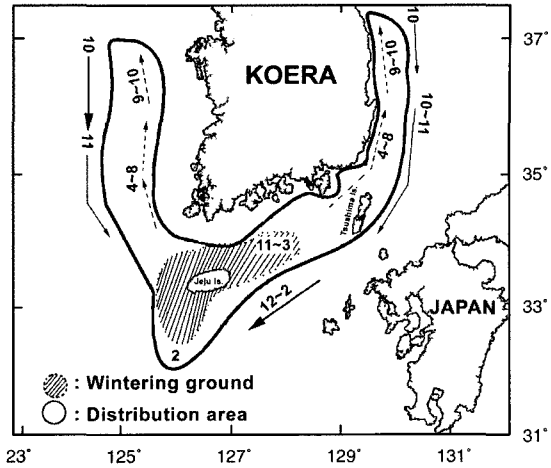 37°
35°
33°
31°
KOERA
10
11
9~10
4~8
10
10~11
9~10
4~8
Tsushima Is.
11~3
Jeju Is.
12~2
2
JAPAN
: Wintering ground
: Distribution area
23° 125° 127° 129° 131°